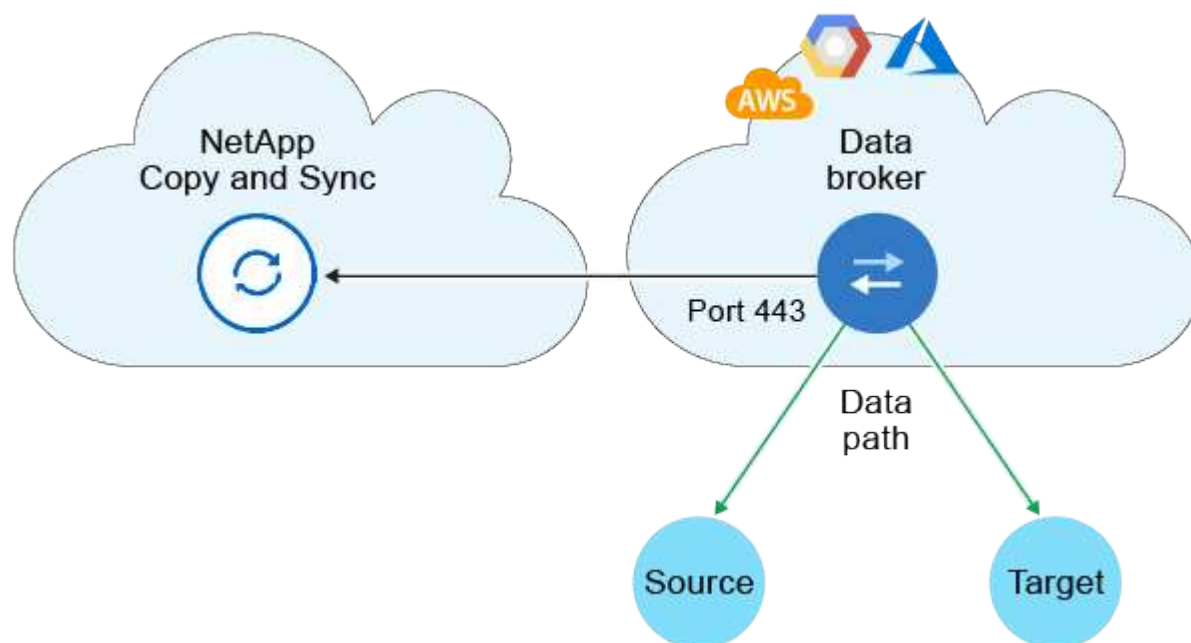 AWS
NetApp
Copy and Sync
Data
broker
Port 443
Data
path
Source
Target